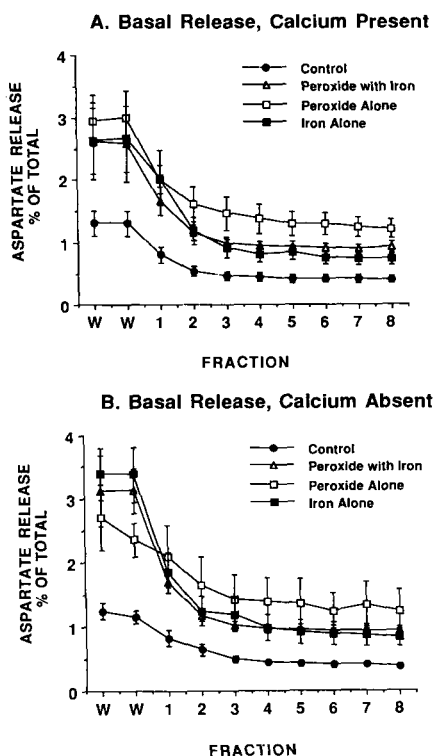 A. Basal Release, Calcium Present
4
3
2
1
0
ASPARTATE RELEASE
% OF TOTAL
Control
Peroxide with Iron
Peroxide Alone
Iron Alone
W W 1 2 3 4 5 6 7 8
FRACTION
B. Basal Release, Calcium Absent
4
3
2
1
0
ASPARTATE RELEASE
% OF TOTAL
Control
Peroxide with Iron
Peroxide Alone
Iron Alone
W W 1 2 3 4 5 6 7 8
FRACTION